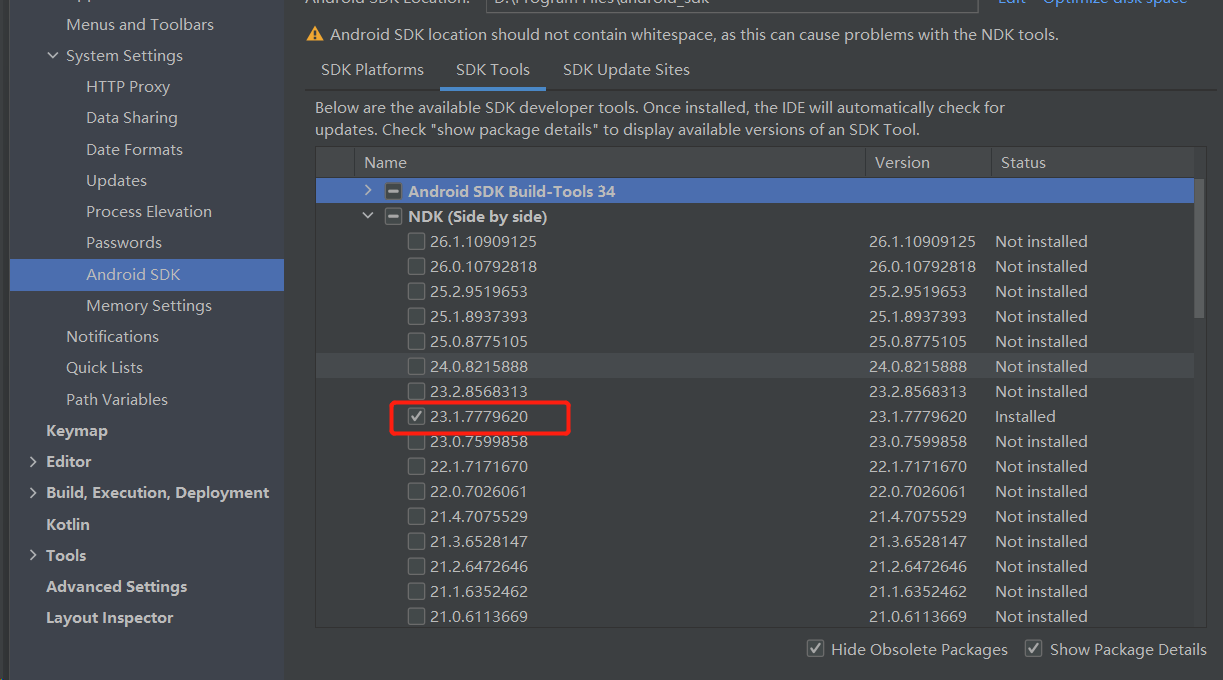 Menus and Toolbars
System Settings
HTTP Proxy
Data Sharing
Date Formats
Updates
Process Elevation
Passwords
Android SDK
Memory Settings
Notifications
Quick Lists
Path Variables
Keymap
Editor
Build, Execution, Deployment
Kotlin
Tools
Advanced Settings
Layout Inspector
Android SDK Location: D:\Program Files\android_sdk Edit Optimize disk space
Android SDK location should not contain whitespace, as this can cause problems with the NDK tools.
SDK Platforms SDK Tools SDK Update Sites
Below are the available SDK developer tools. Once installed, the IDE will automatically check for
updates. Check "show package details" to display available versions of an SDK Tool.
Name Version Status
Android SDK Build-Tools 34
NDK (Side by side)
26.1.10909125 26.1.10909125 Not installed
26.0.10792818 26.0.10792818 Not installed
25.2.9519653 25.2.9519653 Not installed
25.1.8937393 25.1.8937393 Not installed
25.0.8775105 25.0.8775105 Not installed
24.0.8215888 24.0.8215888 Not installed
23.2.8568313 23.2.8568313 Not installed
23.1.7779620 23.1.7779620 Installed
23.0.7599858 23.0.7599858 Not installed
22.1.7171670 22.1.7171670 Not installed
22.0.7026061 22.0.7026061 Not installed
21.4.7075529 21.4.7075529 Not installed
21.3.6528147 21.3.6528147 Not installed
21.2.6472646 21.2.6472646 Not installed
21.1.6352462 21.1.6352462 Not installed
21.0.6113669 21.0.6113669 Not installed
Hide Obsolete Packages Show Package Details